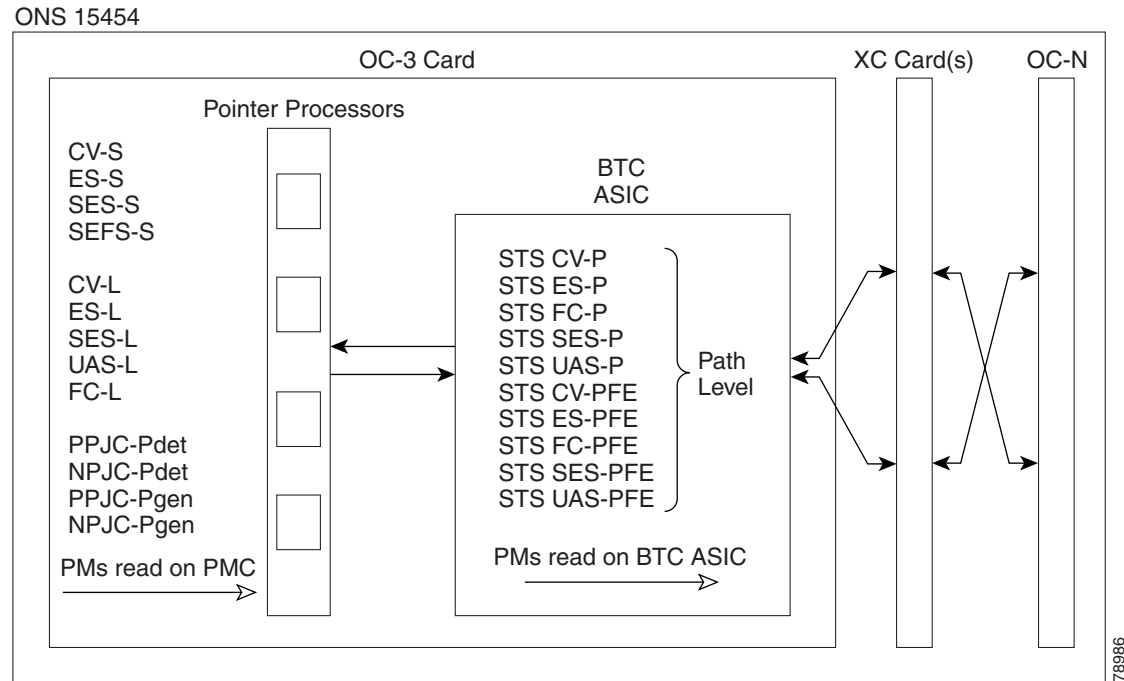 ONS 15454
OC-3 Card
XC Card(s)
OC-N
Pointer Processors
CV-S
ES-S
SES-S
SEFS-S
CV-L
ES-L
SES-L
UAS-L
FC-L
PPJC-Pdet
NPJC-Pdet
PPJC-Pgen
NPJC-Pgen
PMs read on PMC
BTC
ASIC
STS CV-P
STS ES-P
STS FC-P
STS SES-P
STS UAS-P
STS CV-PFE
STS ES-PFE
STS FC-PFE
STS SES-PFE
STS UAS-PFE
Path
Level
PMs read on BTC ASIC
78986